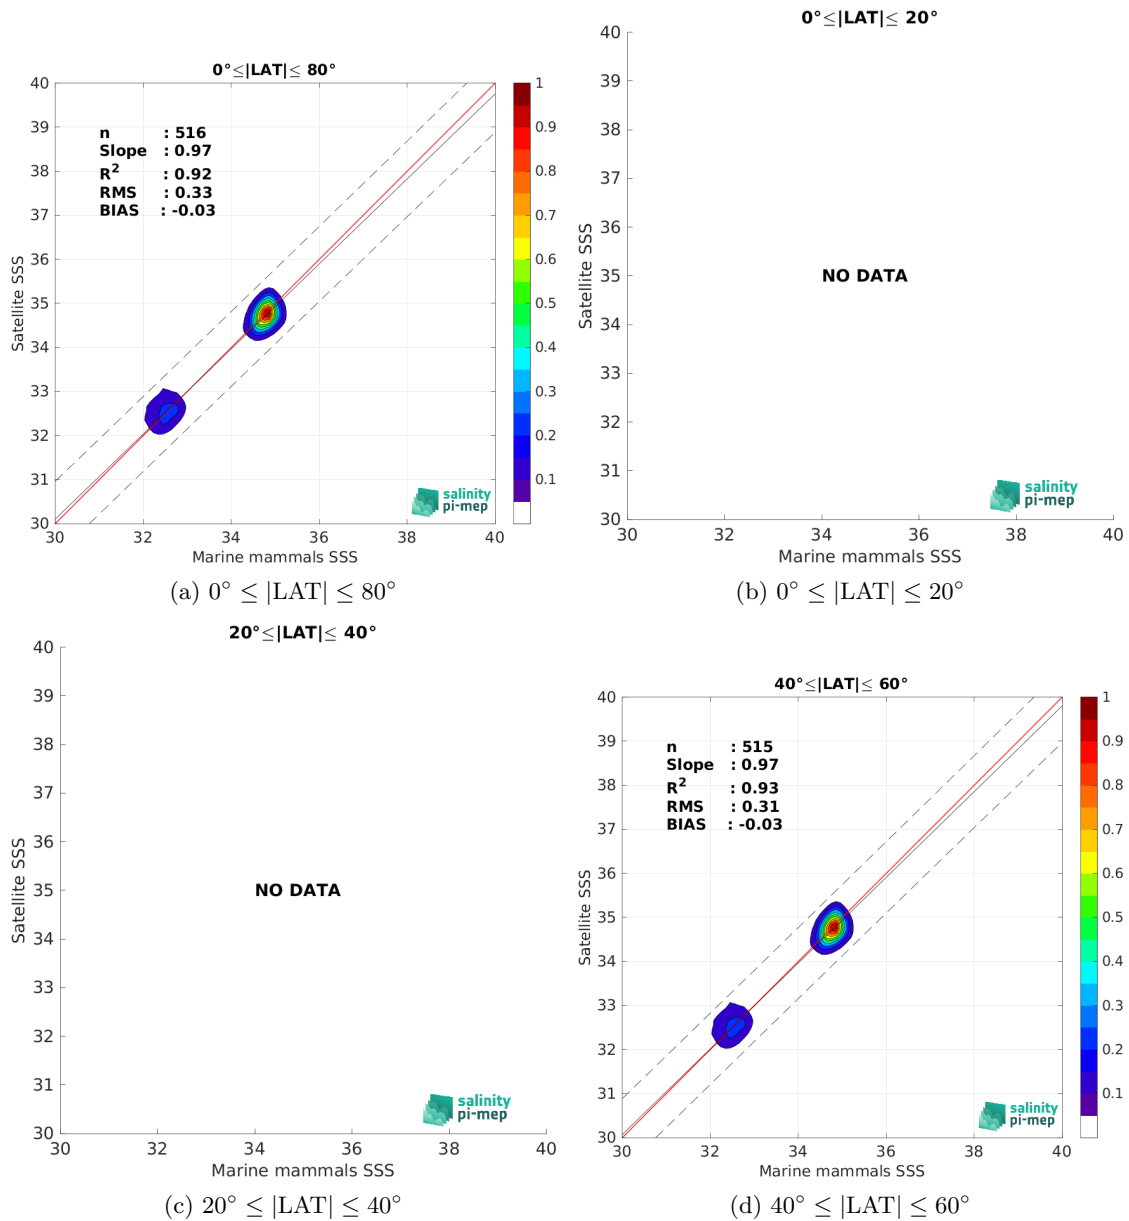 0°≤|LAT|≤ 80°
n : 516
Slope : 0.97
R² : 0.92
RMS : 0.33
BIAS : -0.03
40
39
38
37
36
35
34
33
32
31
30
30 32 34 36 38 40
Satellite SSS
Marine mammals SSS
1
0.9
0.8
0.7
0.6
0.5
0.4
0.3
0.2
0.1
salinity
pi-mep
(a) 0° ≤ |LAT| ≤ 80°
0°≤|LAT|≤ 20°
40
39
38
37
36
35
34
33
32
31
30
30 32 34 36 38 40
Satellite SSS
NO DATA
Marine mammals SSS
salinity
pi-mep
(b) 0° ≤ |LAT| ≤ 20°
20°≤|LAT|≤ 40°
40
39
38
37
36
35
34
33
32
31
30
30 32 34 36 38 40
Satellite SSS
NO DATA
Marine mammals SSS
salinity
pi-mep
(c) 20° ≤ |LAT| ≤ 40°
40°≤|LAT|≤ 60°
n : 515
Slope : 0.97
R² : 0.93
RMS : 0.31
BIAS : -0.03
40
39
38
37
36
35
34
33
32
31
30
30 32 34 36 38 40
Satellite SSS
Marine mammals SSS
1
0.9
0.8
0.7
0.6
0.5
0.4
0.3
0.2
0.1
salinity
pi-mep
(d) 40° ≤ |LAT| ≤ 60°